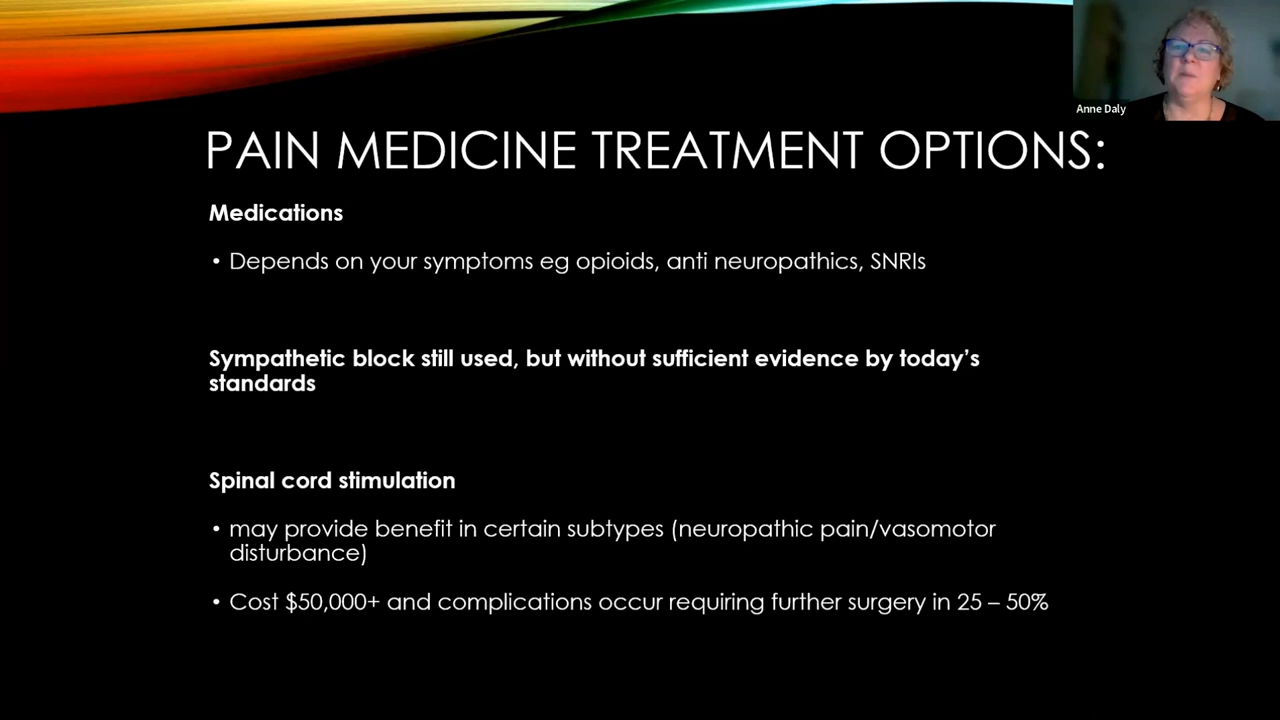 Anne Daly
PAIN MEDICINE TREATMENT OPTIONS:
Medications
• Depends on your symptoms eg opioids, anti neuropathics, SNRIs
Sympathetic block still used, but without sufficient evidence by today's
standards
Spinal cord stimulation
• may provide benefit in certain subtypes (neuropathic pain/vasomotor
disturbance)
• Cost $50,000+ and complications occur requiring further surgery in 25 – 50%